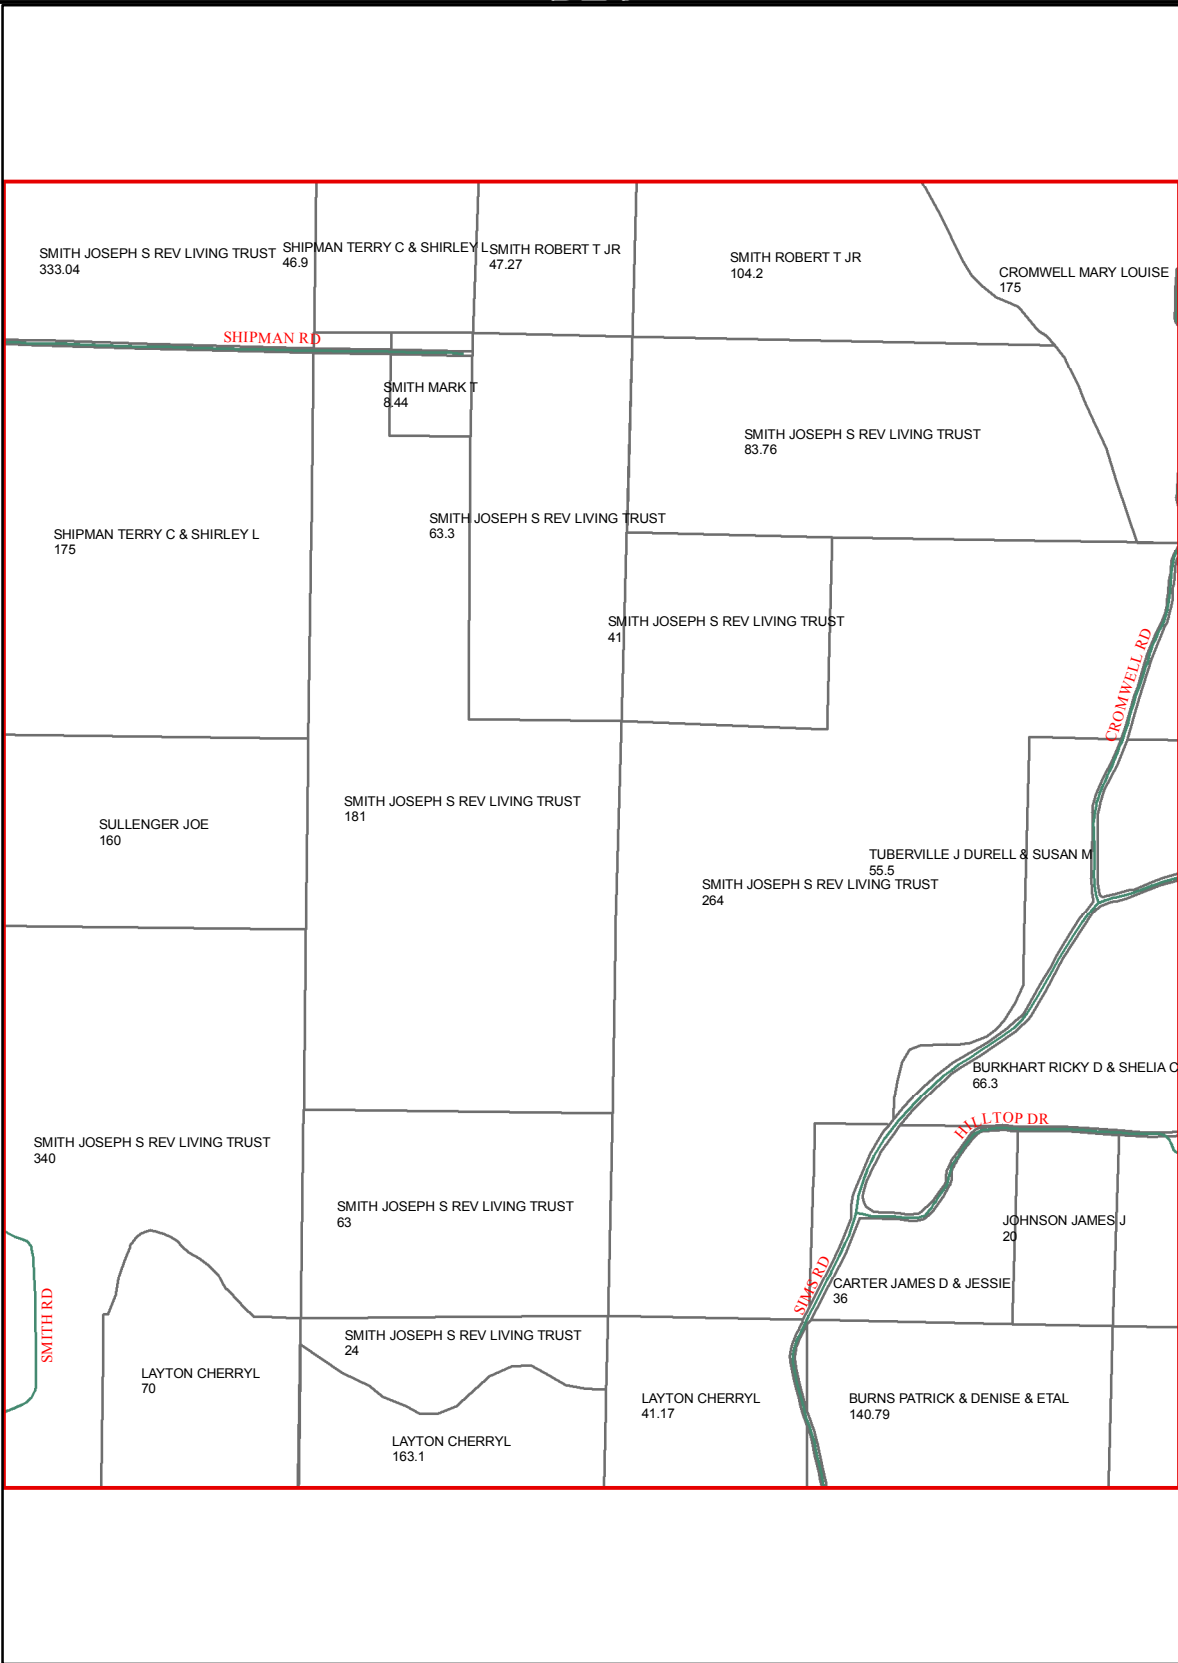 SMITH JOSEPH S REV LIVING TRUST
333.04
SHIPMAN TERRY C & SHIRLEY L
46.9
SMITH ROBERT T JR
47.27
SMITH ROBERT T JR
104.2
CROMWELL MARY LOUISE
175
SHIPMAN RD
SMITH MARK T
8.44
SMITH JOSEPH S REV LIVING TRUST
83.76
SHIPMAN TERRY C & SHIRLEY L
175
SMITH JOSEPH S REV LIVING TRUST
63.3
SMITH JOSEPH S REV LIVING TRUST
41
CROMWELL RD
SMITH JOSEPH S REV LIVING TRUST
181
SULLENGER JOE
160
TUBERVILLE J DURELL & SUSAN M
55.5
SMITH JOSEPH S REV LIVING TRUST
264
BURKHART RICKY D & SHELIA C
66.3
HILLTOP DR
SMITH JOSEPH S REV LIVING TRUST
340
SMITH JOSEPH S REV LIVING TRUST
63
JOHNSON JAMES J
20
SIMS RD
CARTER JAMES D & JESSIE
36
SMITH RD
SMITH JOSEPH S REV LIVING TRUST
24
LAYTON CHERRYL
70
LAYTON CHERRYL
41.17
BURNS PATRICK & DENISE & ETAL
140.79
LAYTON CHERRYL
163.1